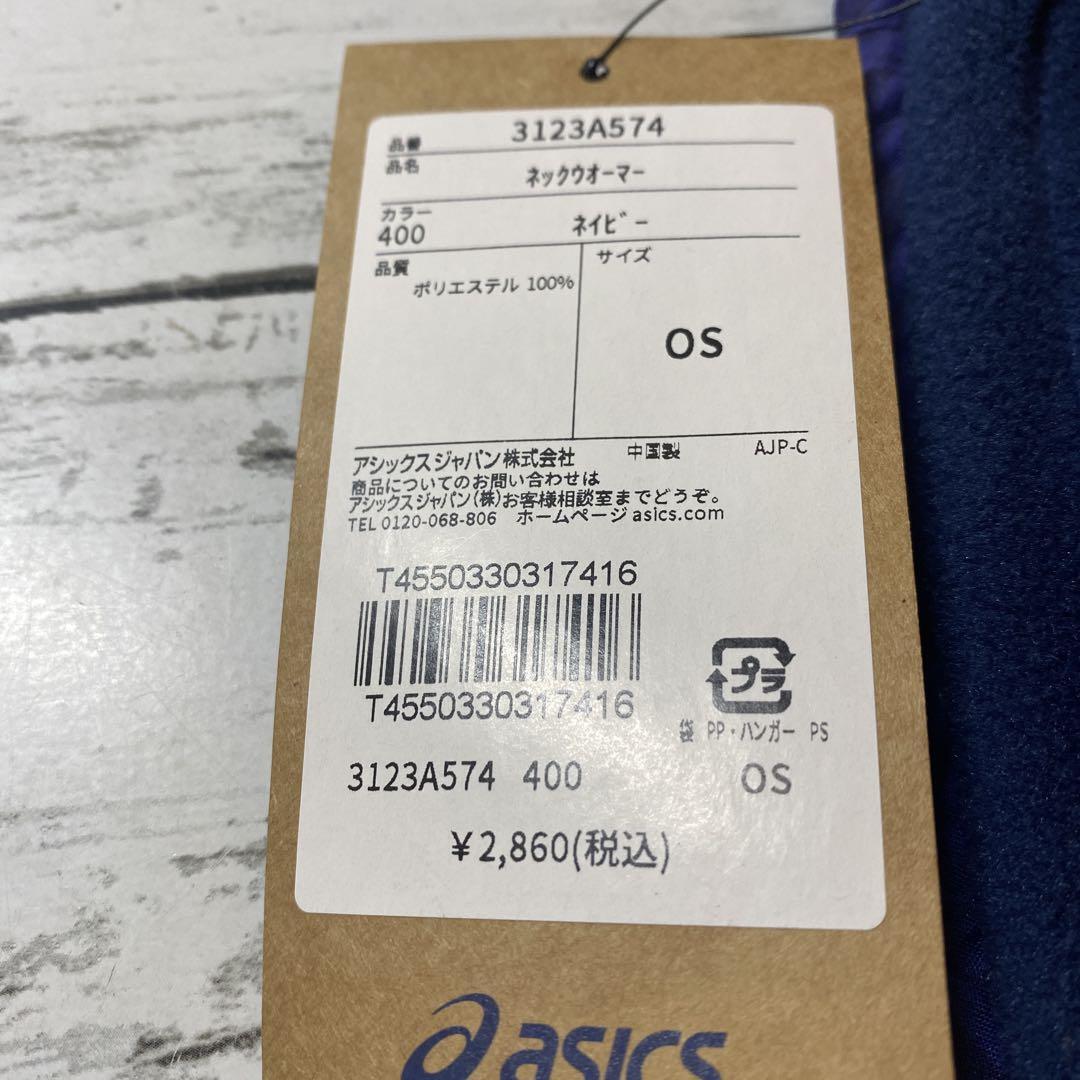 品番 3123A574
品名 ネックウオーマー
カラー
400 ネイビー
品質 サイズ
ポリエステル 100%
OS
アシックスジャパン株式会社 中国製 AJP-C
商品についてのお問い合わせは
アシックスジャパン(株)お客様相談室までどうぞ。
TEL 0120-068-806 ホームページ asics.com
T4550330317416
T4550330317416
プラ
袋 PP・ハンガー PS
3123A574 400 OS
¥2,860(税込)
asics